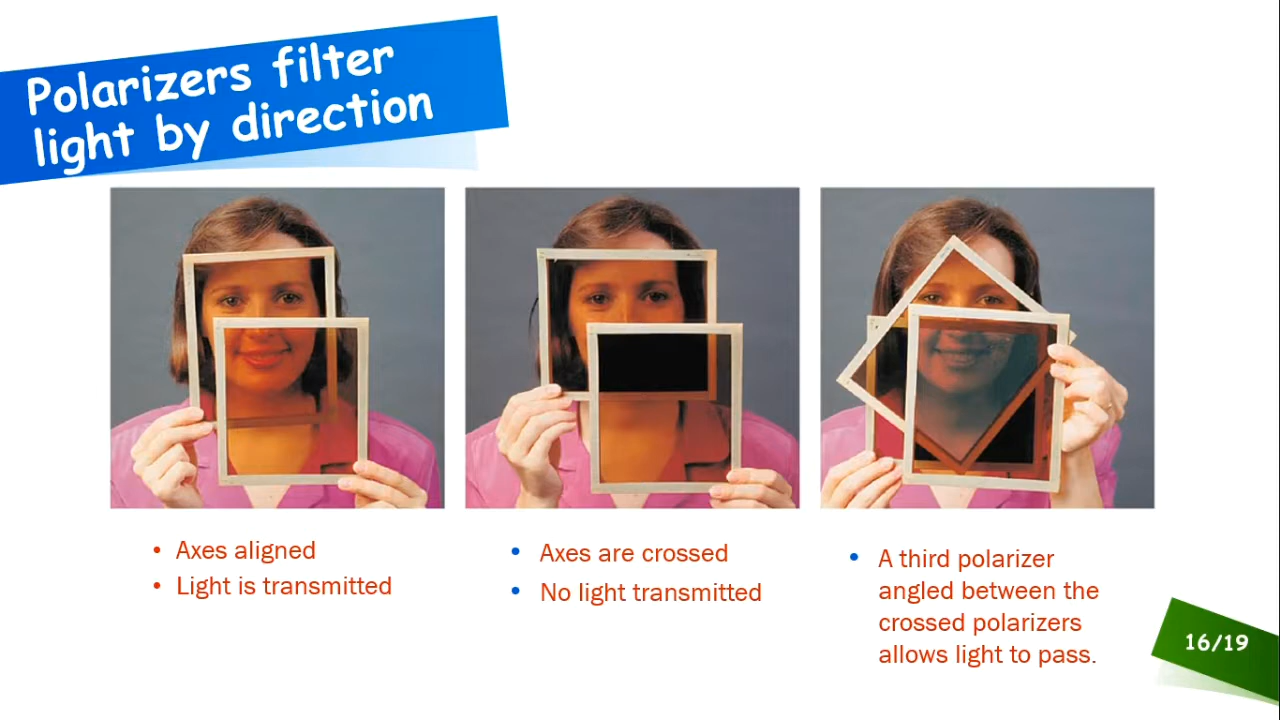 Polarizers filter
light by direction
• Axes aligned
• Light is transmitted
• Axes are crossed
• No light transmitted
• A third polarizer
angled between the
crossed polarizers
allows light to pass.
16/19